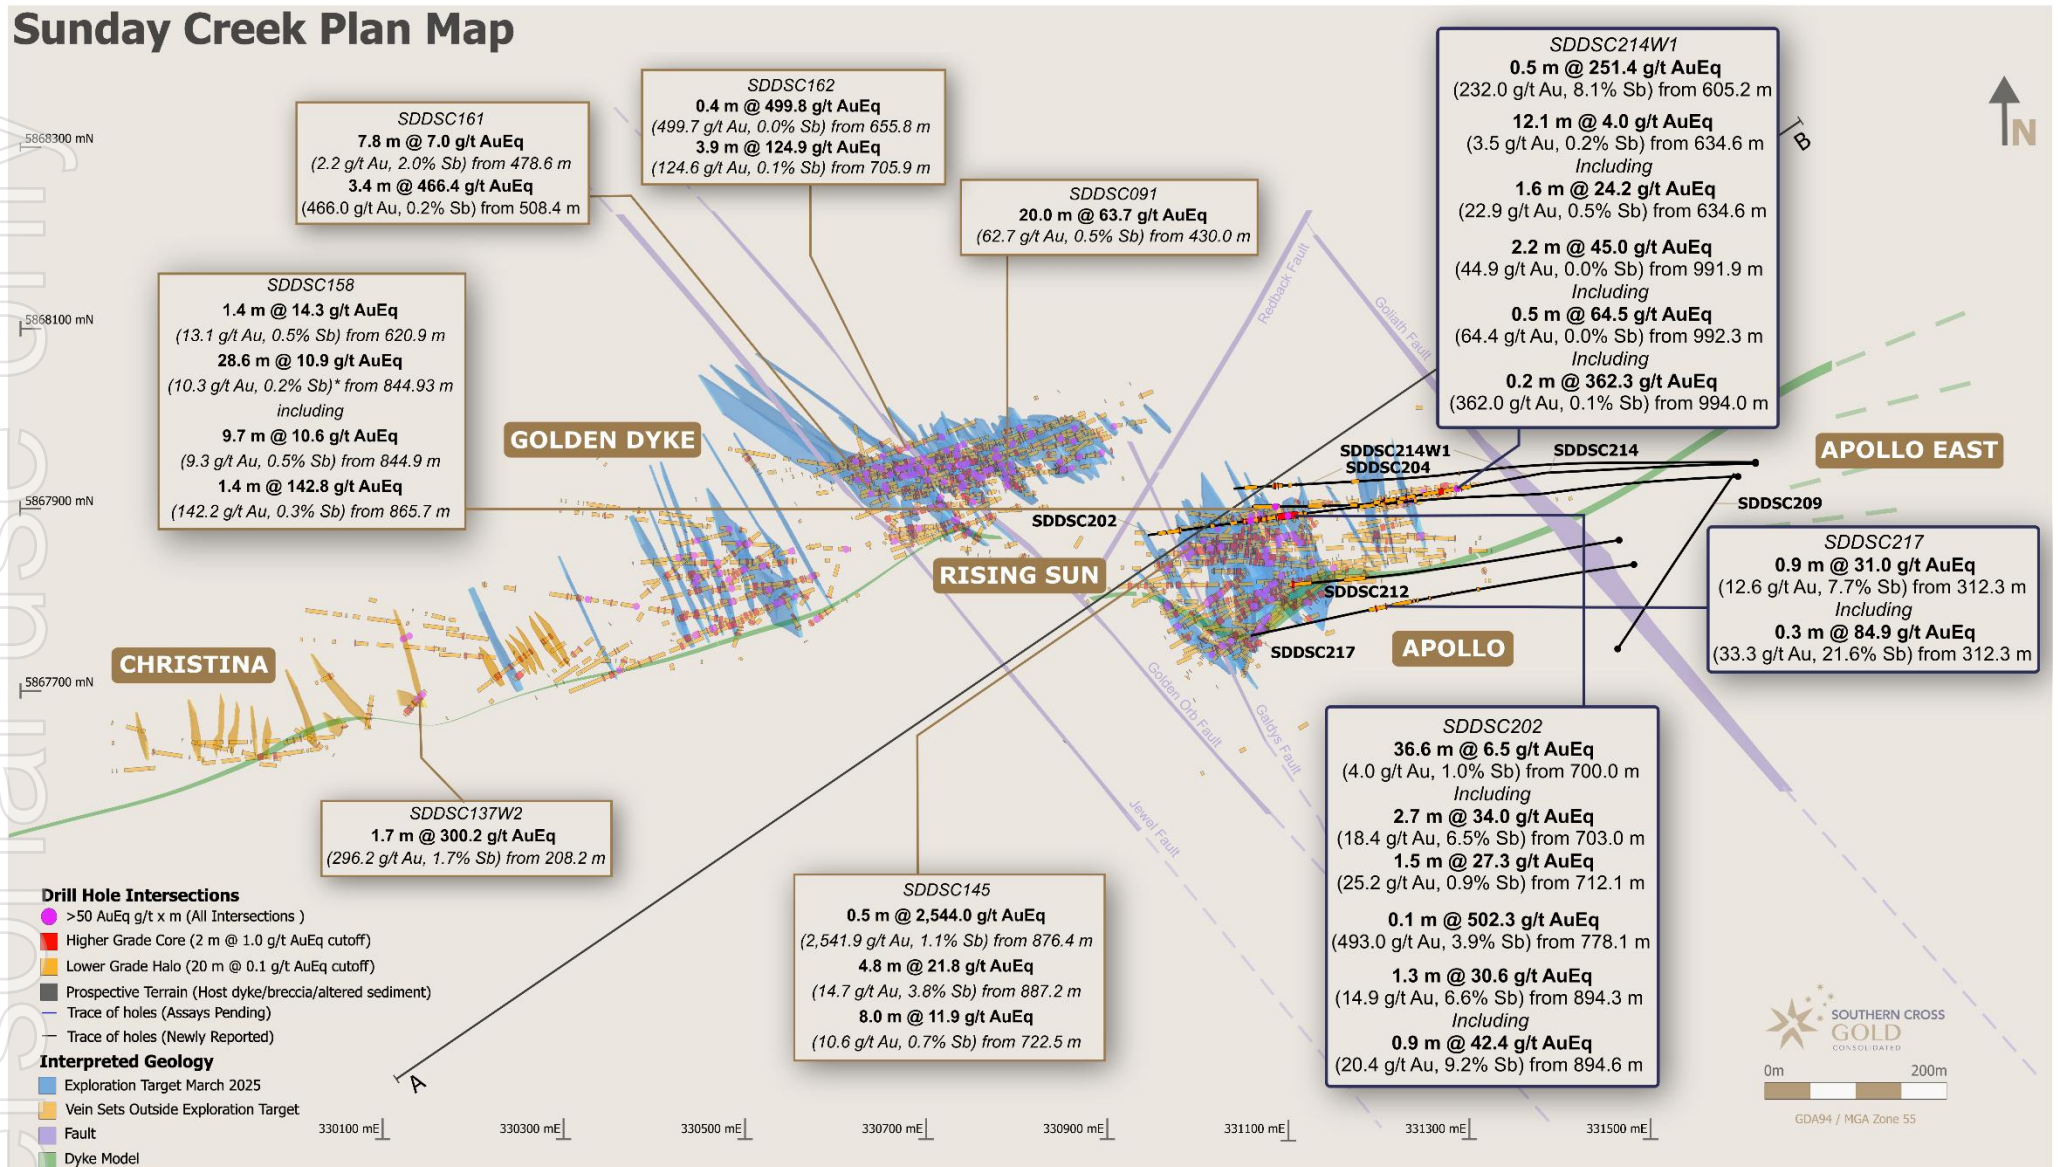 Sunday Creek Plan Map
SDDSC161
7.8 m @ 7.0 g/t AuEq
(2.2 g/t Au, 2.0% Sb) from 478.6 m
3.4 m @ 466.4 g/t AuEq
(466.0 g/t Au, 0.2% Sb) from 508.4 m
SDDSC162
0.4 m @ 499.8 g/t AuEq
(499.7 g/t Au, 0.0% Sb) from 655.8 m
3.9 m @ 124.9 g/t AuEq
(124.6 g/t Au, 0.1% Sb) from 705.9 m
SDDSC091
20.0 m @ 63.7 g/t AuEq
(62.7 g/t Au, 0.5% Sb) from 430.0 m
SDDSC214W1
0.5 m @ 251.4 g/t AuEq
(232.0 g/t Au, 8.1% Sb) from 605.2 m
12.1 m @ 4.0 g/t AuEq
(3.5 g/t Au, 0.2% Sb) from 634.6 m
Including
1.6 m @ 24.2 g/t AuEq
(22.9 g/t Au, 0.5% Sb) from 634.6 m
2.2 m @ 45.0 g/t AuEq
(44.9 g/t Au, 0.0% Sb) from 991.9 m
Including
0.5 m @ 64.5 g/t AuEq
(64.4 g/t Au, 0.0% Sb) from 992.3 m
Including
0.2 m @ 362.3 g/t AuEq
(362.0 g/t Au, 0.1% Sb) from 994.0 m
B
N
5868300 mN
5868100 mN
5867900 mN
5867700 mN
SDDSC158
1.4 m @ 14.3 g/t AuEq
(13.1 g/t Au, 0.5% Sb) from 620.9 m
28.6 m @ 10.9 g/t AuEq
(10.3 g/t Au, 0.2% Sb)* from 844.93 m
including
9.7 m @ 10.6 g/t AuEq
(9.3 g/t Au, 0.5% Sb) from 844.9 m
1.4 m @ 142.8 g/t AuEq
(142.2 g/t Au, 0.3% Sb) from 865.7 m
Redback Fault
Goliath Fault
GOLDEN DYKE
SDDSC214W1
SDDSC204
SDDSC214
APOLLO EAST
SDDSC202
SDDSC209
RISING SUN
SDDSC212
SDDSC217
APOLLO
CHRISTINA
SDDSC217
0.9 m @ 31.0 g/t AuEq
(12.6 g/t Au, 7.7% Sb) from 312.3 m
Including
0.3 m @ 84.9 g/t AuEq
(33.3 g/t Au, 21.6% Sb) from 312.3 m
Golden Orb Fault
Galdys Fault
Jewel Fault
SDDSC137W2
1.7 m @ 300.2 g/t AuEq
(296.2 g/t Au, 1.7% Sb) from 208.2 m
SDDSC145
0.5 m @ 2,544.0 g/t AuEq
(2,541.9 g/t Au, 1.1% Sb) from 876.4 m
4.8 m @ 21.8 g/t AuEq
(14.7 g/t Au, 3.8% Sb) from 887.2 m
8.0 m @ 11.9 g/t AuEq
(10.6 g/t Au, 0.7% Sb) from 722.5 m
SDDSC202
36.6 m @ 6.5 g/t AuEq
(4.0 g/t Au, 1.0% Sb) from 700.0 m
Including
2.7 m @ 34.0 g/t AuEq
(18.4 g/t Au, 6.5% Sb) from 703.0 m
1.5 m @ 27.3 g/t AuEq
(25.2 g/t Au, 0.9% Sb) from 712.1 m
0.1 m @ 502.3 g/t AuEq
(493.0 g/t Au, 3.9% Sb) from 778.1 m
1.3 m @ 30.6 g/t AuEq
(14.9 g/t Au, 6.6% Sb) from 894.3 m
Including
0.9 m @ 42.4 g/t AuEq
(20.4 g/t Au, 9.2% Sb) from 894.6 m
A
Drill Hole Intersections
>50 AuEq g/t x m (All Intersections )
Higher Grade Core (2 m @ 1.0 g/t AuEq cutoff)
Lower Grade Halo (20 m @ 0.1 g/t AuEq cutoff)
Prospective Terrain (Host dyke/breccia/altered sediment)
Trace of holes (Assays Pending)
Trace of holes (Newly Reported)
Interpreted Geology
Exploration Target March 2025
Vein Sets Outside Exploration Target
Fault
Dyke Model
330100 mE
330300 mE
330500 mE
330700 mE
330900 mE
331100 mE
331300 mE
331500 mE
SOUTHERN CROSS
GOLD
CONSOLIDATED
0m 200m
GDA94 / MGA Zone 55